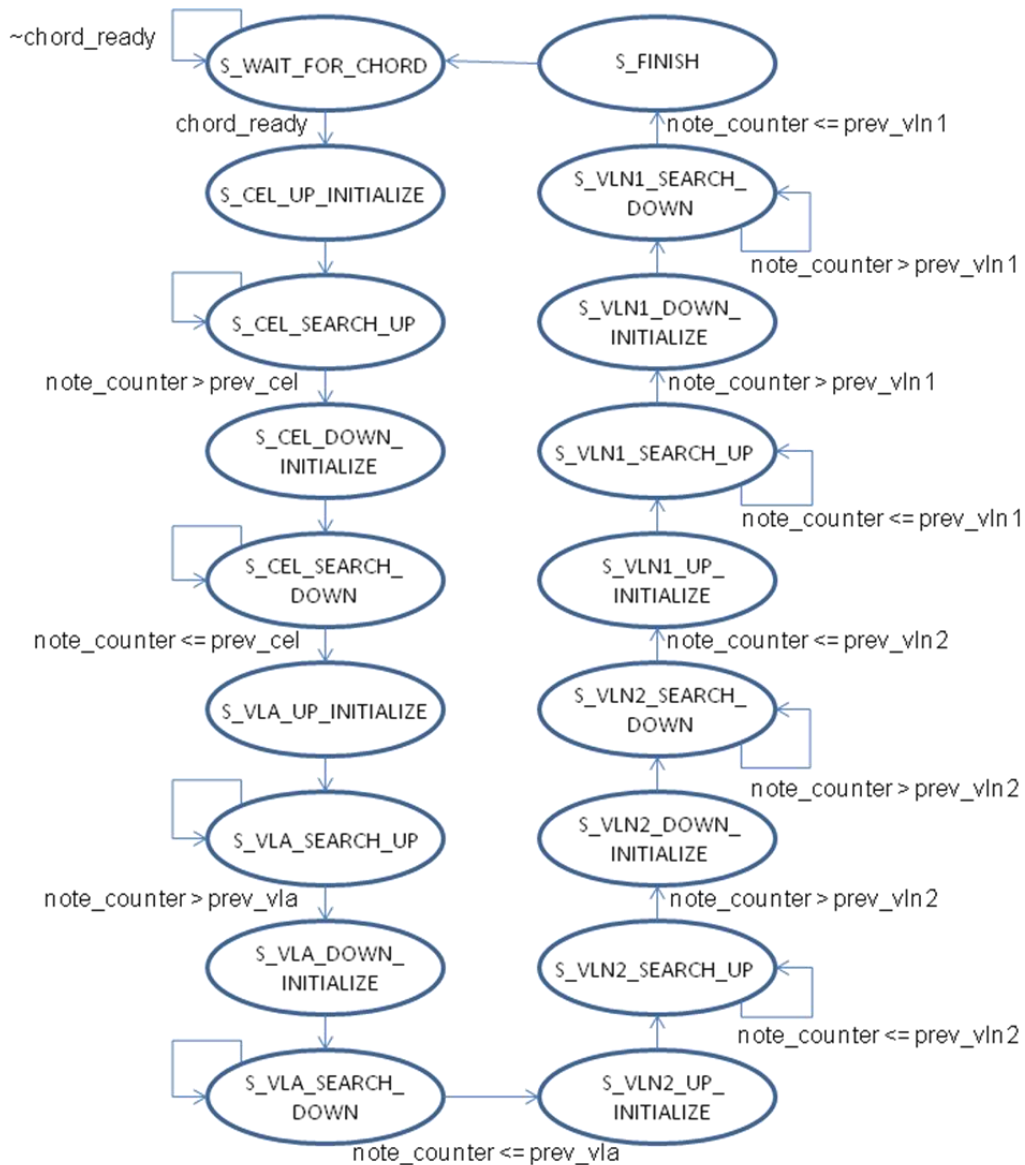 ~chord_ready
S_WAIT_FOR_CHORD
chord_ready
S_CEL_UP_INITIALIZE
S_CEL_SEARCH_UP
note_counter > prev_cel
S_CEL_DOWN_
INITIALIZE
S_CEL_SEARCH_
DOWN
note_counter <= prev_cel
S_VLA_UP_INITIALIZE
S_VLA_SEARCH_UP
note_counter > prev_vla
S_VLA_DOWN_
INITIALIZE
S_VLA_SEARCH_
DOWN
note_counter <= prev_vla
S_VLN2_UP_
INITIALIZE
S_VLN2_SEARCH_UP
note_counter <= prev_vln2
note_counter > prev_vln2
S_VLN2_DOWN_
INITIALIZE
S_VLN2_SEARCH_
DOWN
note_counter > prev_vln2
note_counter <= prev_vln2
S_VLN1_UP_
INITIALIZE
S_VLN1_SEARCH_UP
note_counter <= prev_vln1
note_counter > prev_vln1
S_VLN1_DOWN_
INITIALIZE
S_VLN1_SEARCH_
DOWN
note_counter > prev_vln1
note_counter <= prev_vln1
S_FINISH